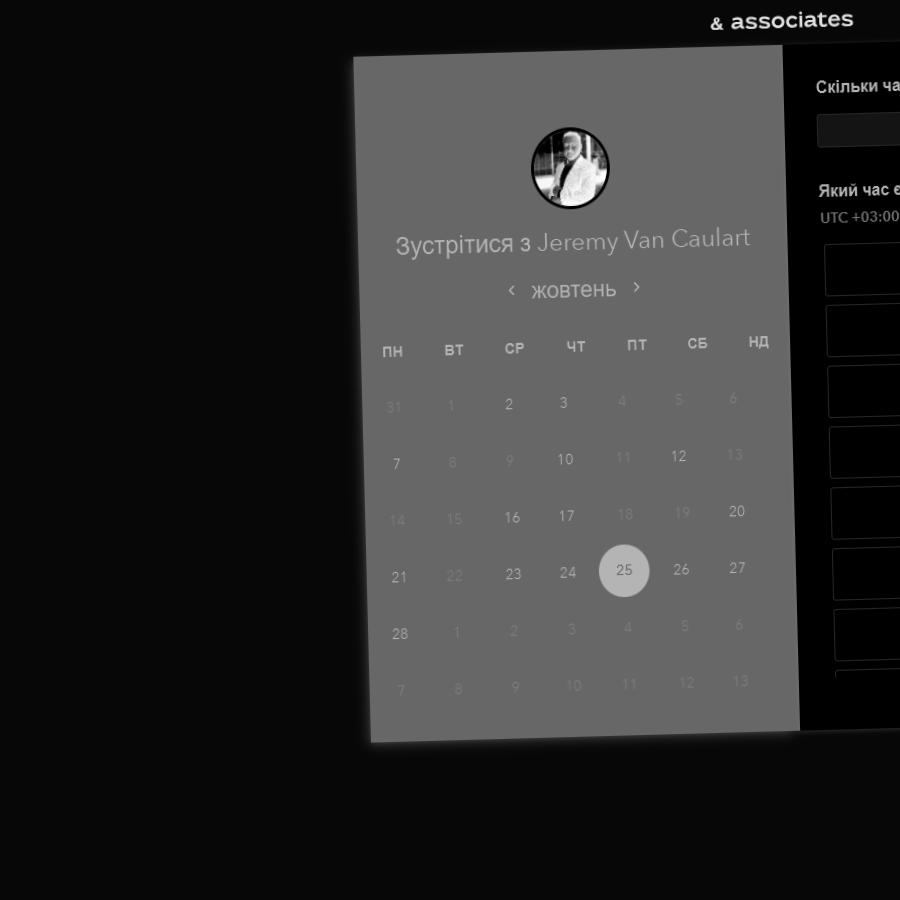 & associates
Зустрітися з Jeremy Van Caulart
‹ жовтень ›
ПН ВТ СР ЧТ ПТ СБ НД
31 1 2 3 4 5 6
7 8 9 10 11 12 13
14 15 16 17 18 19 20
21 22 23 24 25 26 27
28 1 2 3 4 5 6
7 8 9 10 11 12 13
Скільки
Який час
UTC +03:00